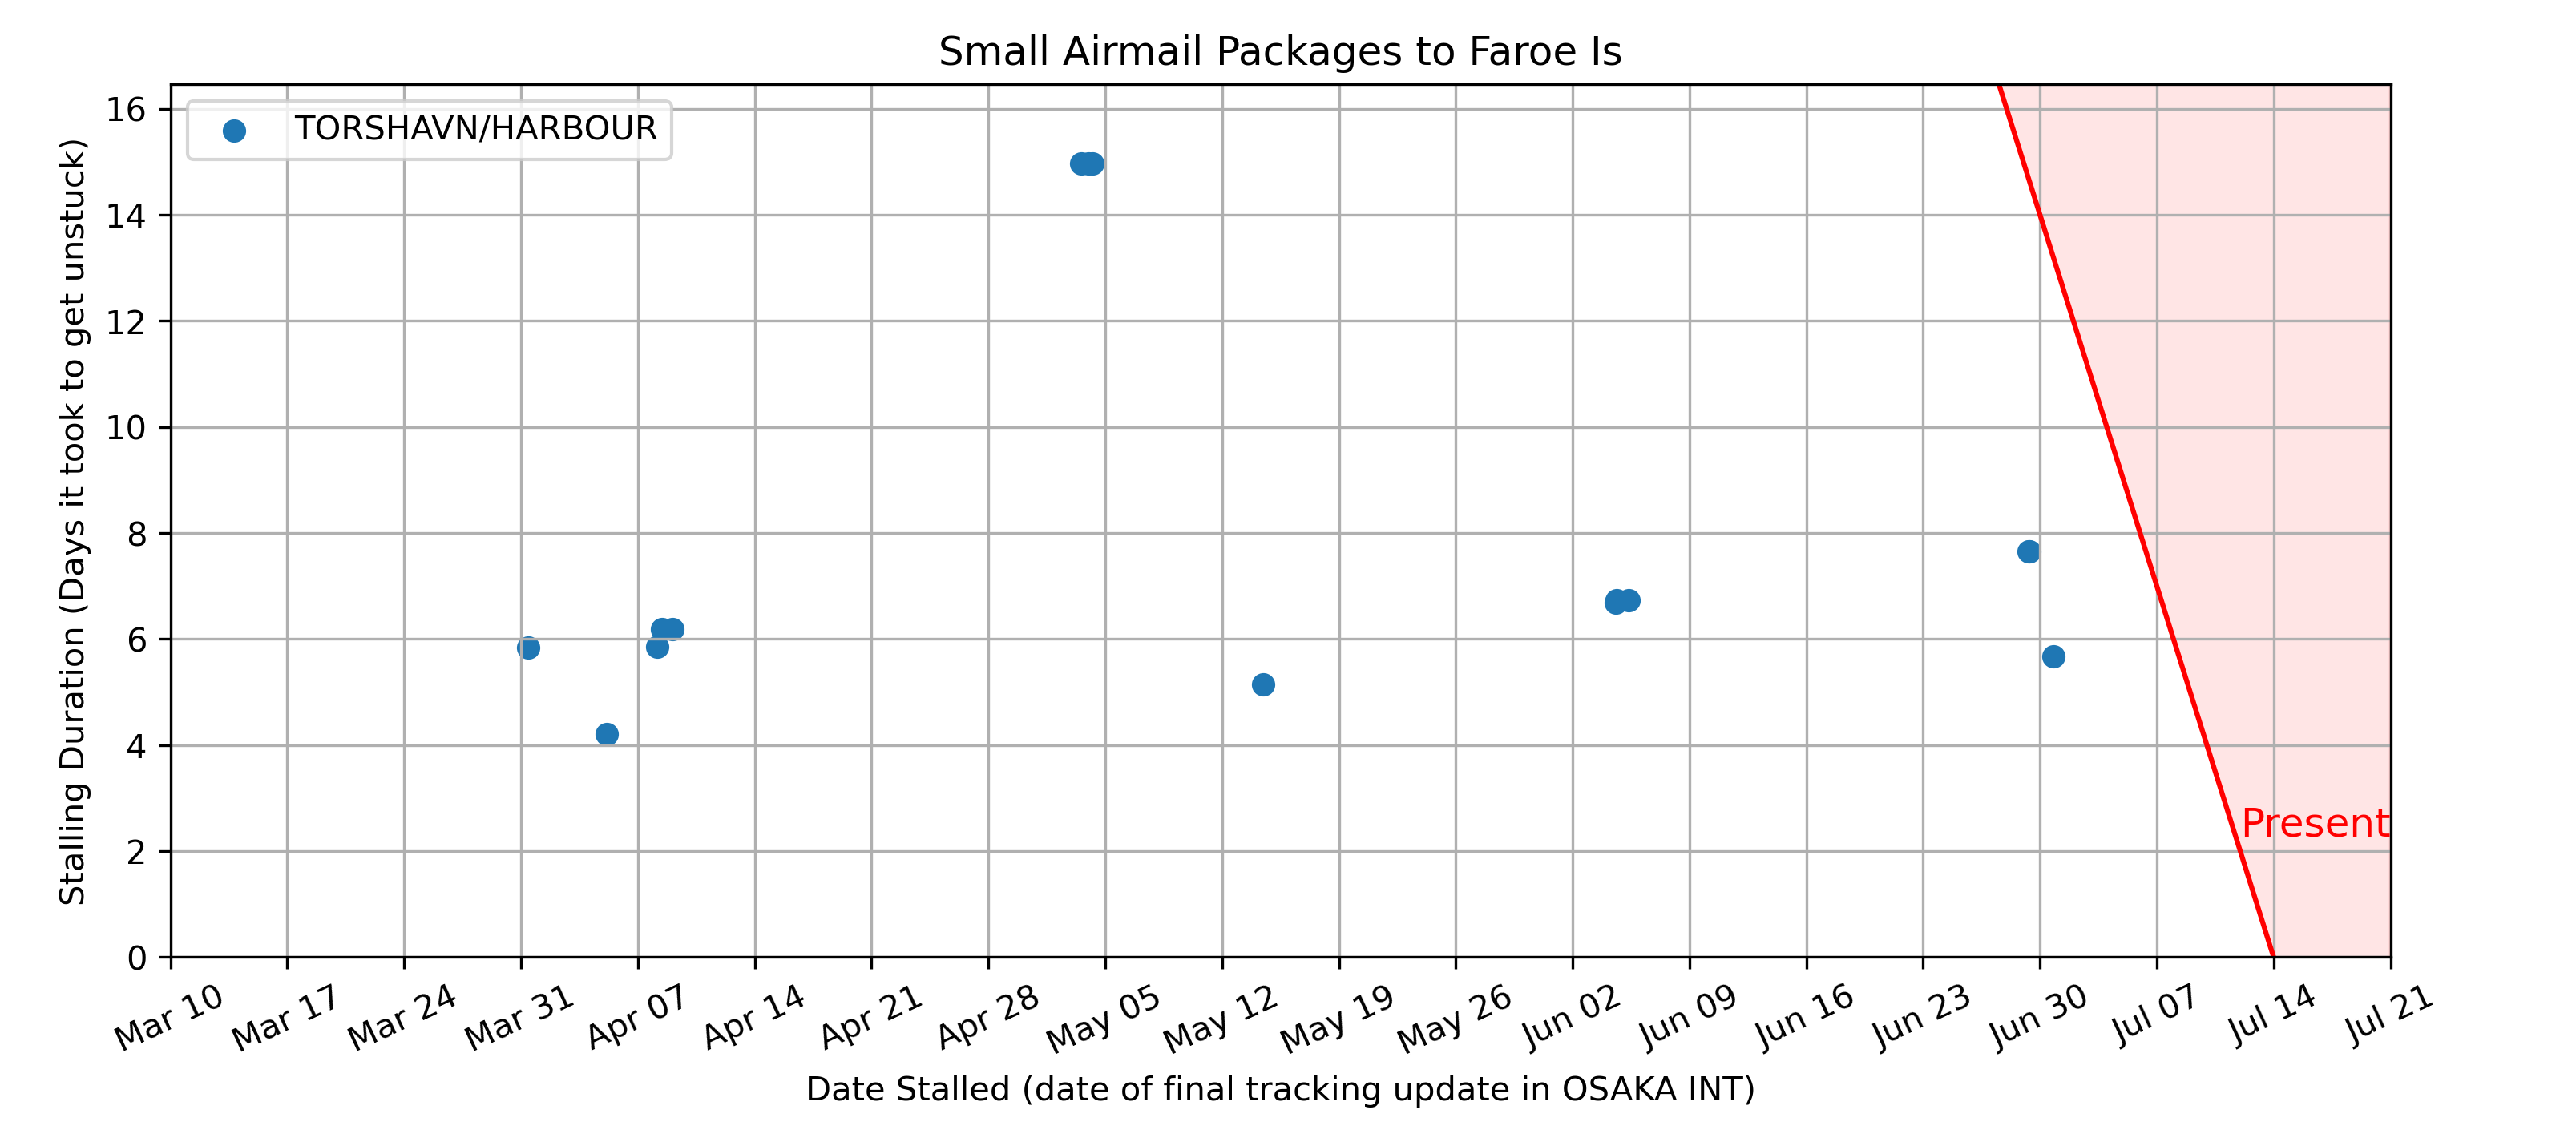 Small Airmail Packages to Faroe Is
TORSHAVN/HARBOUR
Stalling Duration (Days it took to get unstuck)
16
14
12
10
8
6
4
2
0
Present
Mar 10
Mar 17
Mar 24
Mar 31
Apr 07
Apr 14
Apr 21
Apr 28
May 05
May 12
May 19
May 26
Jun 02
Jun 09
Jun 16
Jun 23
Jun 30
Jul 07
Jul 14
Jul 21
Date Stalled (date of final tracking update in OSAKA INT)